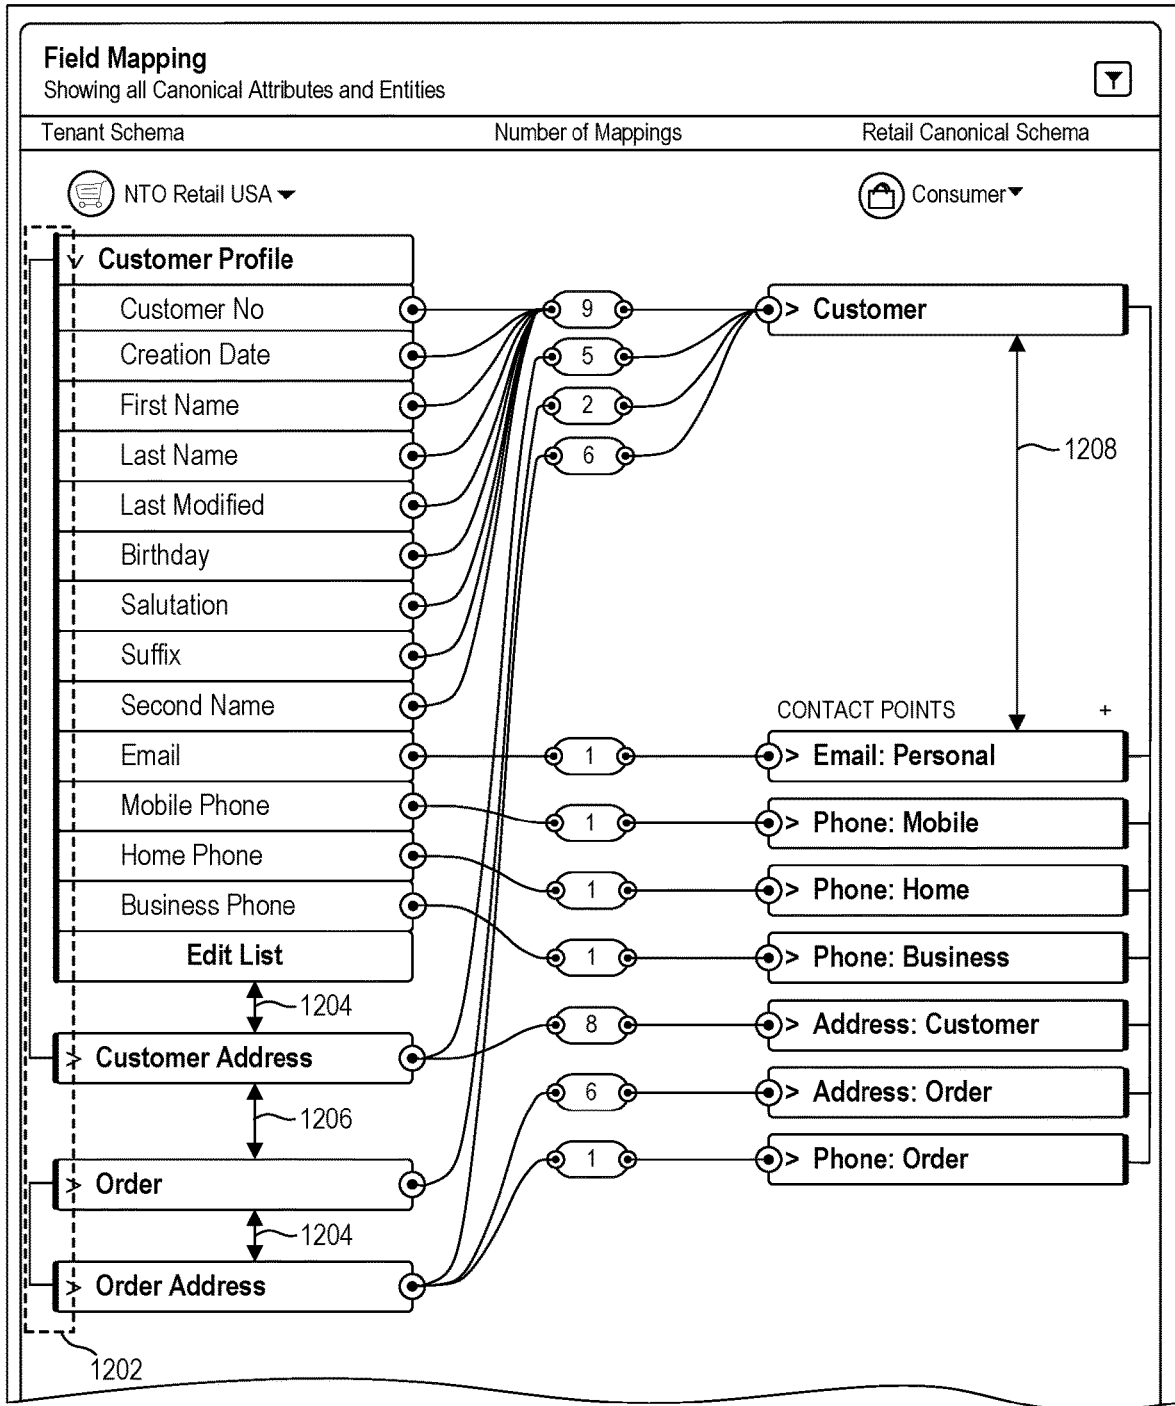 Field Mapping
Showing all Canonical Attributes and Entities
Tenant Schema Number of Mappings Retail Canonical Schema
NTO Retail USA Consumer
Customer Profile
Customer No 9 > Customer
Creation Date 5
First Name 2
Last Name 6 1208
Last Modified
Birthday
Salutation
Suffix
Second Name CONTACT POINTS +
Email 1 > Email: Personal
Mobile Phone 1 > Phone: Mobile
Home Phone 1 > Phone: Home
Business Phone 1 > Phone: Business
Edit List
1204 8 > Address: Customer
> Customer Address
6 > Address: Order
1206
1 > Phone: Order
> Order
1204
> Order Address
1202